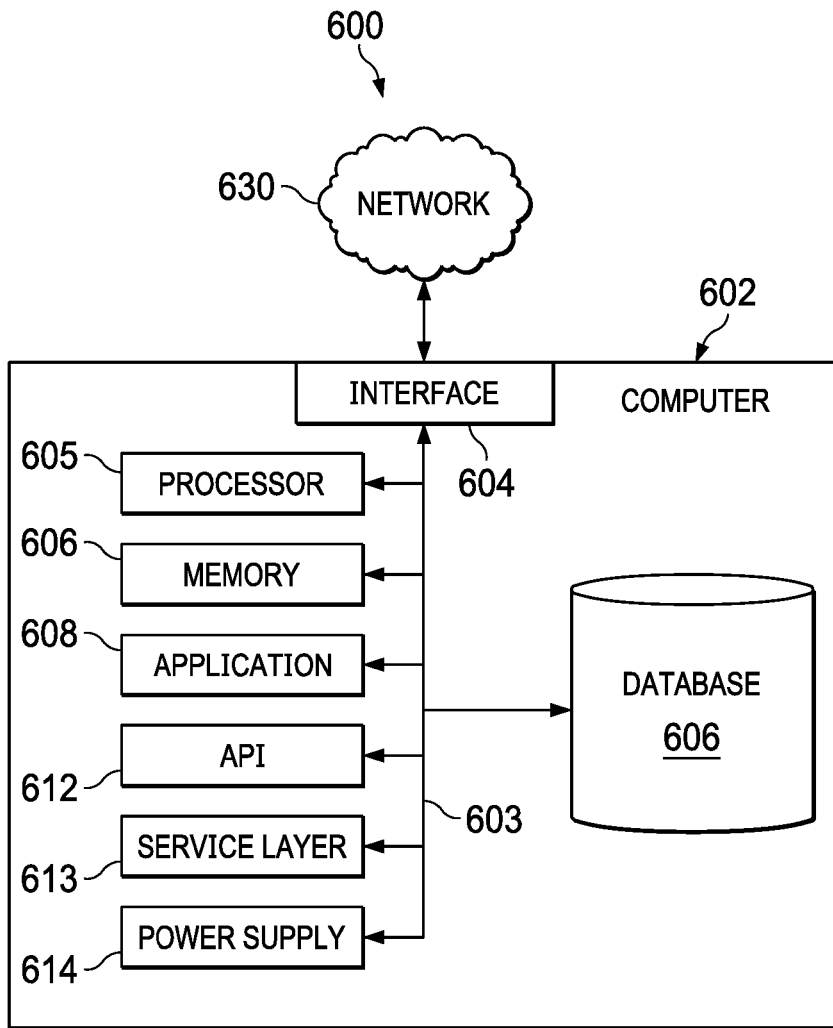 600
630
NETWORK
602
INTERFACE
COMPUTER
605
PROCESSOR
604
606
MEMORY
608
APPLICATION
DATABASE
606
API
612
603
SERVICE LAYER
613
POWER SUPPLY
614